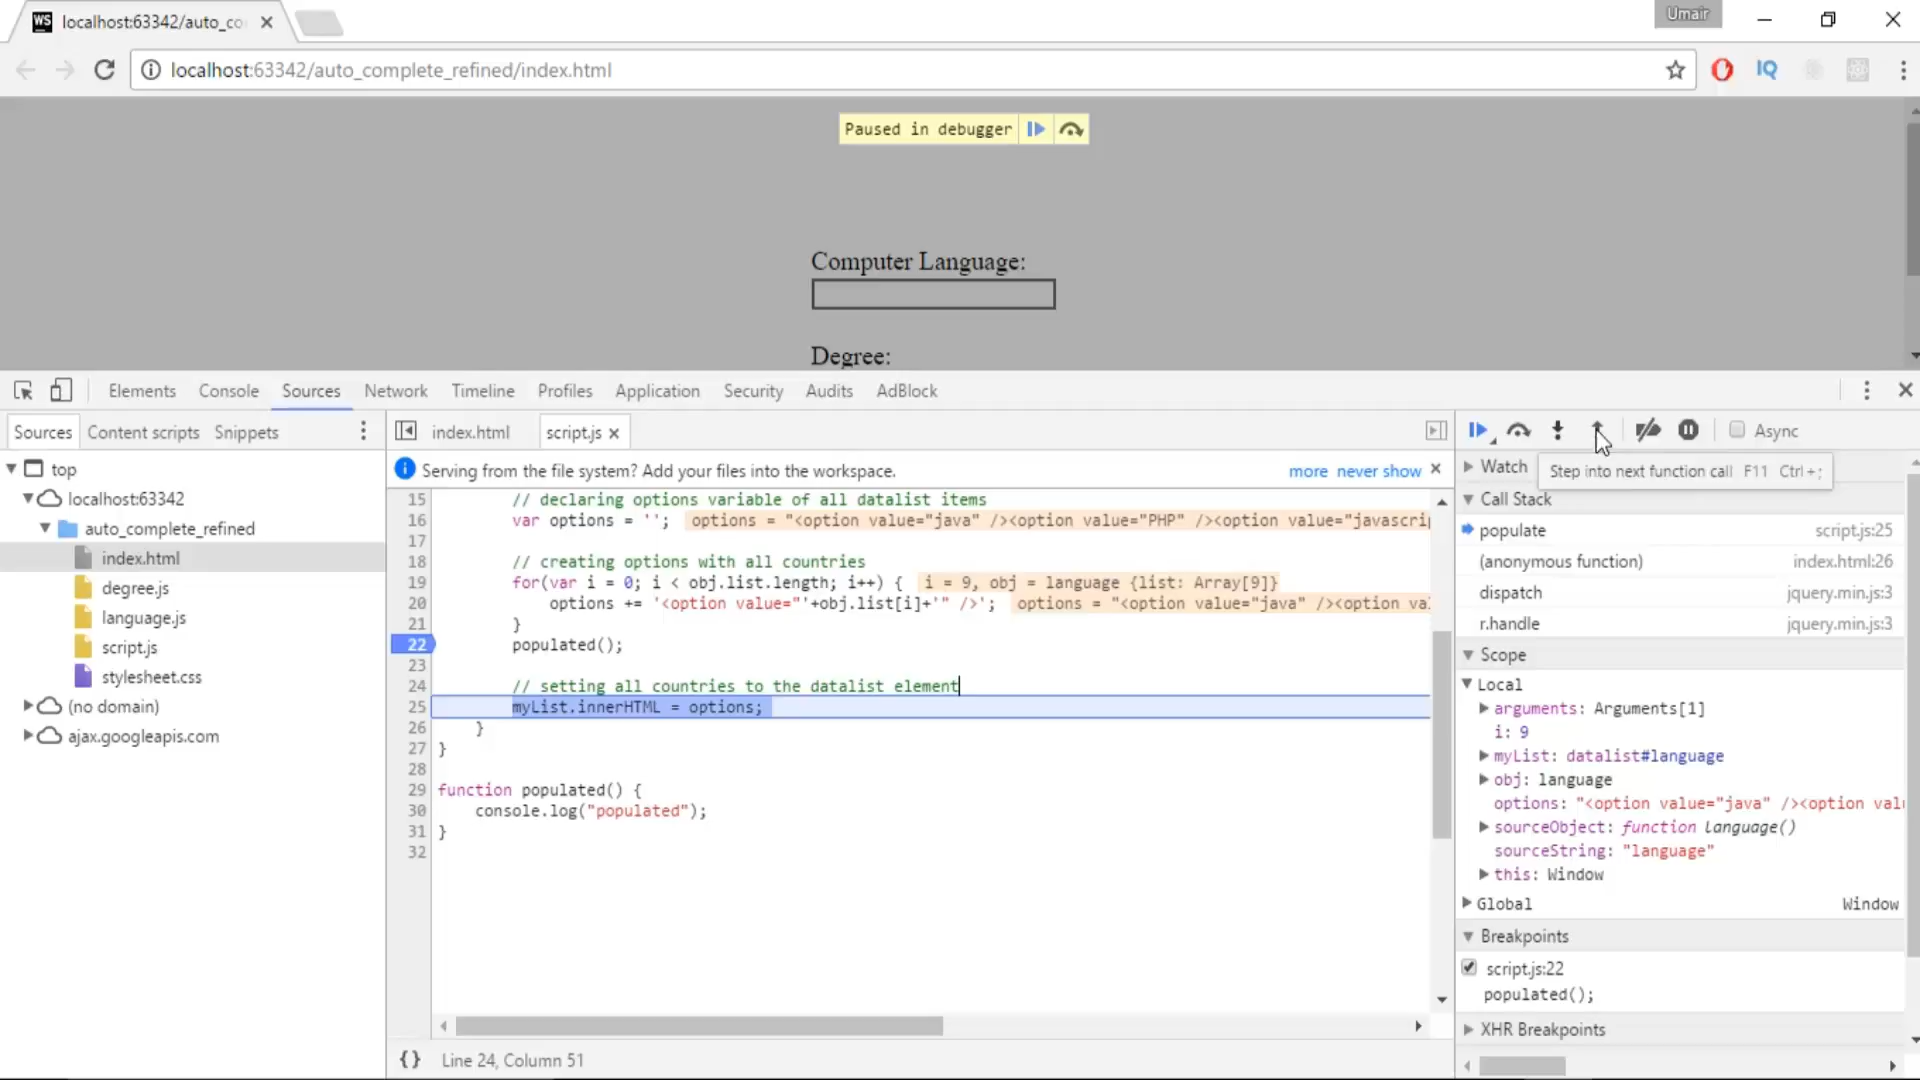 WS localhost:63342/auto_co
Umair
localhost:63342/auto_complete_refined/index.html
IQ
Paused in debugger
Computer Language:
Degree:
Elements Console Sources Network Timeline Profiles Application Security Audits AdBlock
Sources Content scripts Snippets
index.html script.js
Async
Serving from the file system? Add your files into the workspace. more never show
Step into next function call F11 Ctrl+;
top
localhost:63342
auto_complete_refined
index.html
degree.js
language.js
script.js
stylesheet.css
(no domain)
ajax.googleapis.com
15 // declaring options variable of all datalist items
16 var options = ''; options = "<option value="java" /><option value="PHP" /><option value="javascri
17
18 // creating options with all countries
19 for(var i = 0; i < obj.list.length; i++) { i = 9, obj = language {list: Array[9]}
20 options += '<option value="'+obj.list[i]+'" />'; options = "<option value="java" /><option va
21 }
22 populated();
23
24 // setting all countries to the datalist element
25 myList.innerHTML = options;
26 }
27 }
28
29 function populated() {
30 console.log("populated");
31 }
32
{} Line 24, Column 51
Watch
Call Stack
populate script.js:25
(anonymous function) index.html:26
dispatch jquery.min.js:3
r.handle jquery.min.js:3
Scope
Local
arguments: Arguments[1]
i: 9
myList: datalist#language
obj: language
options: "<option value="java" /><option val
sourceObject: function language()
sourceString: "language"
this: Window
Global Window
Breakpoints
script.js:22
populated();
XHR Breakpoints